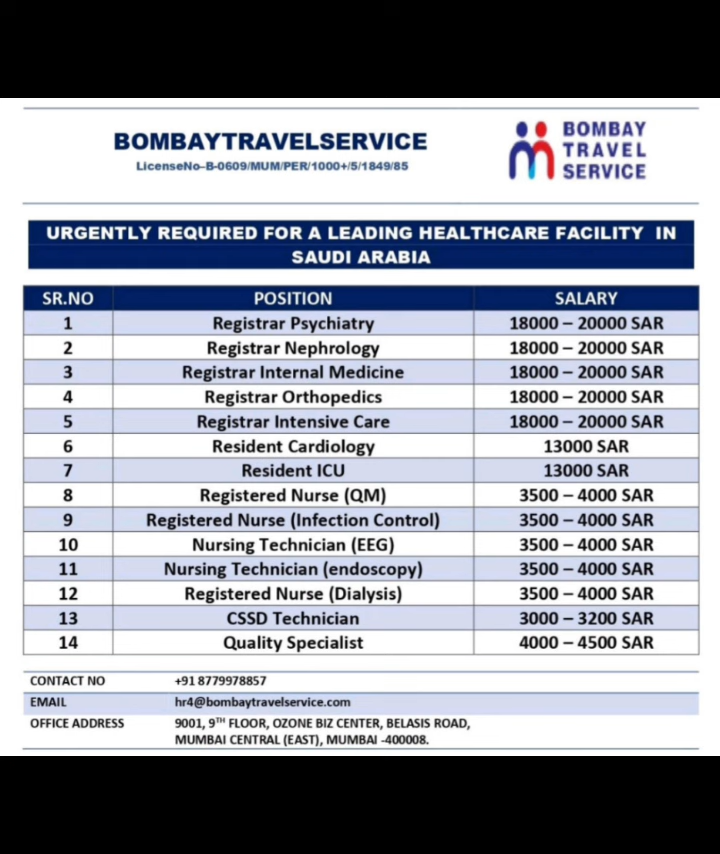 BOMBAYTRAVELSERVICE
LicenseNo–B-0609/MUM/PER/1000+/5/1849/85
BOMBAY
TRAVEL
SERVICE
URGENTLY REQUIRED FOR A LEADING HEALTHCARE FACILITY IN
SAUDI ARABIA
SR.NO POSITION SALARY
1 Registrar Psychiatry 18000 – 20000 SAR
2 Registrar Nephrology 18000 – 20000 SAR
3 Registrar Internal Medicine 18000 – 20000 SAR
4 Registrar Orthopedics 18000 – 20000 SAR
5 Registrar Intensive Care 18000 – 20000 SAR
6 Resident Cardiology 13000 SAR
7 Resident ICU 13000 SAR
8 Registered Nurse (QM) 3500 – 4000 SAR
9 Registered Nurse (Infection Control) 3500 – 4000 SAR
10 Nursing Technician (EEG) 3500 – 4000 SAR
11 Nursing Technician (endoscopy) 3500 – 4000 SAR
12 Registered Nurse (Dialysis) 3500 – 4000 SAR
13 CSSD Technician 3000 – 3200 SAR
14 Quality Specialist 4000 – 4500 SAR
CONTACT NO +91 8779978857
EMAIL hr4@bombaytravelservice.com
OFFICE ADDRESS 9001, 9TH FLOOR, OZONE BIZ CENTER, BELASIS ROAD,
MUMBAI CENTRAL (EAST), MUMBAI -400008.